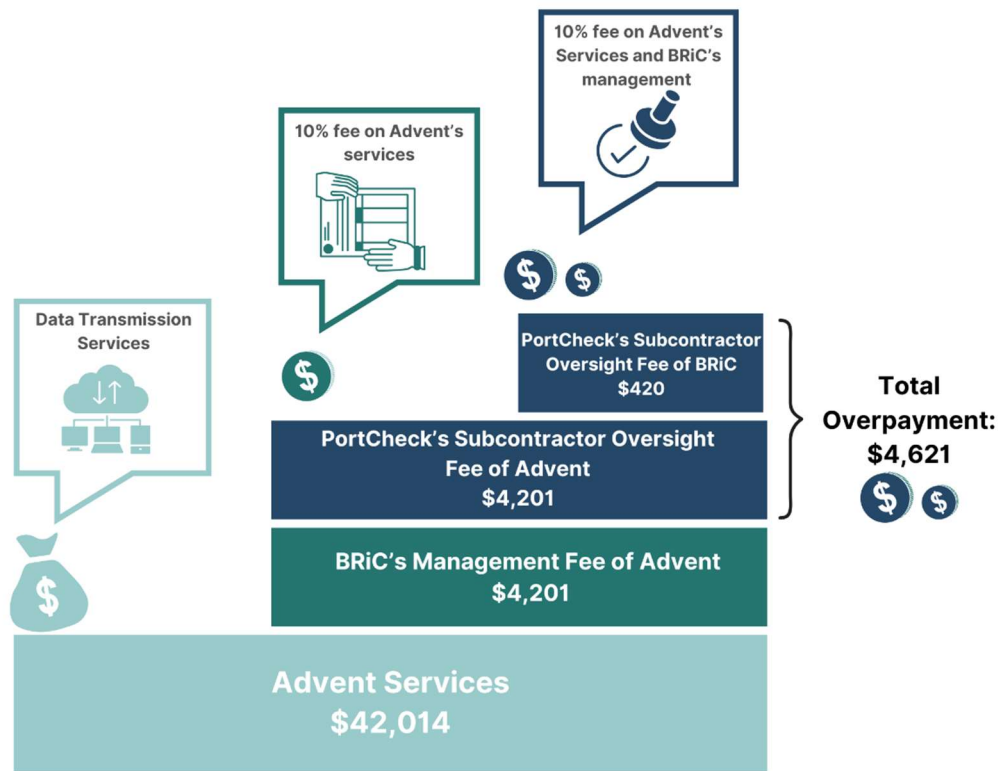 10% fee on Advent's
Services and BRiC's
management
10% fee on Advent's
services
Data Transmission
Services
PortCheck's Subcontractor
Oversight Fee of BRiC
$420
PortCheck's Subcontractor Oversight
Fee of Advent
$4,201
Total
Overpayment:
$4,621
BRiC's Management Fee of Advent
$4,201
Advent Services
$42,014
$
$
$
$
$
$